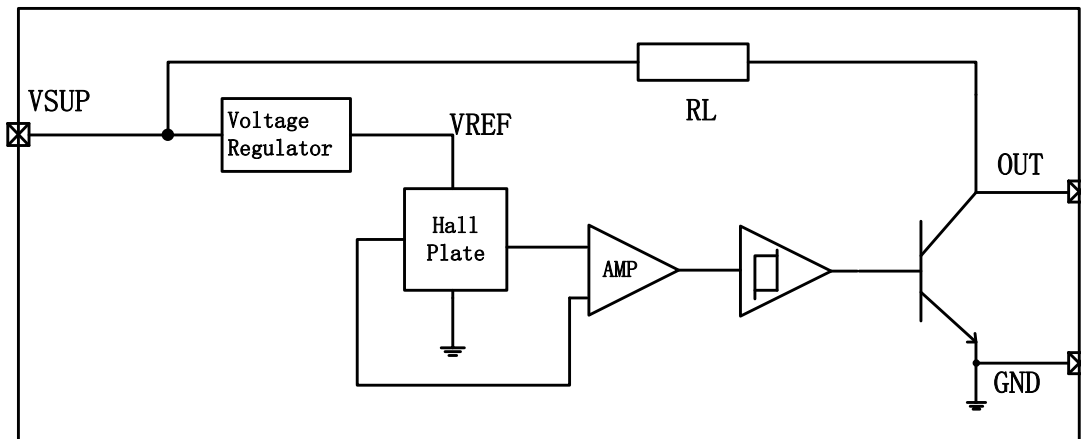 VSUP
Voltage
Regulator
VREF
RL
OUT
Hall
Plate
AMP
GND